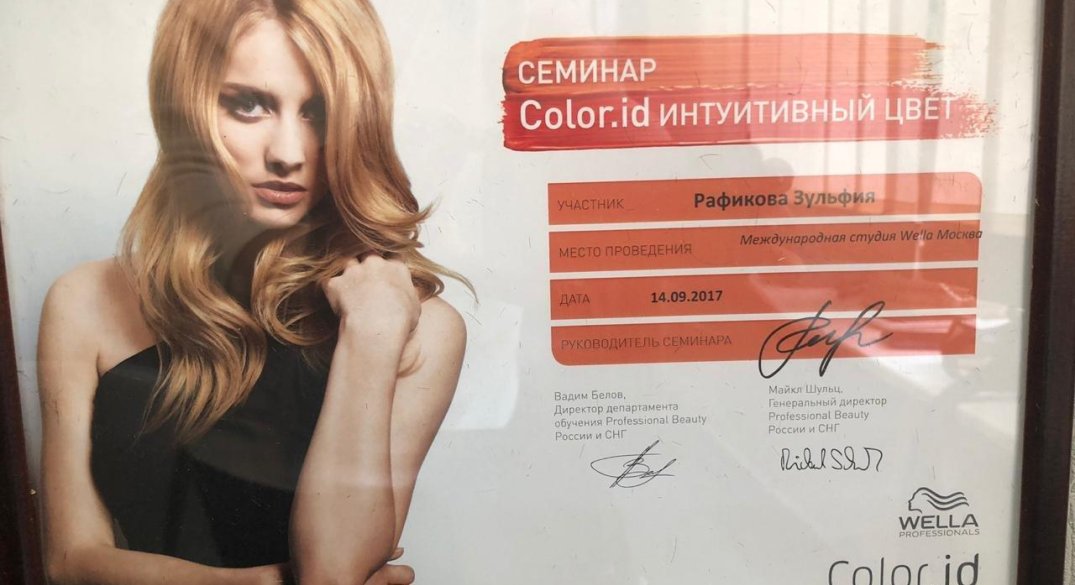 СЕМИНАР
Color.id ИНТУИТИВНЫЙ ЦВЕТ
УЧАСТНИК Рафикова Зульфия
МЕСТО ПРОВЕДЕНИЯ Международная студия Wella Москва
ДАТА 14.09.2017
РУКОВОДИТЕЛЬ СЕМИНАРА
Вадим Белов,
Директор департамента
обучения Professional Beauty
России и СНГ
Майкл Шульц,
Генеральный директор
Professional Beauty
России и СНГ
WELLA
PROFESSIONALS
Color.id